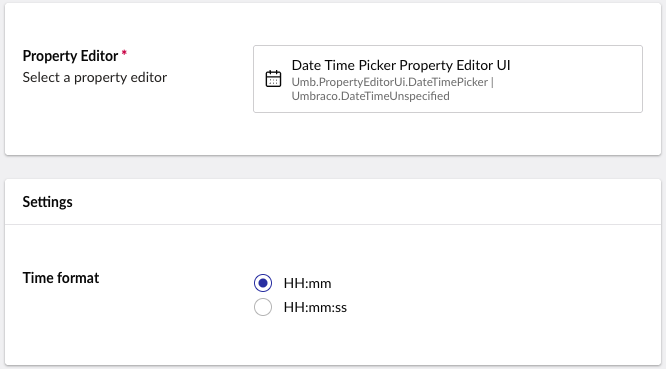 Property Editor *
Select a property editor
Date Time Picker Property Editor UI
Umb.PropertyEditorUi.DateTimePicker |
Umbraco.DateTimeUnspecified
Settings
Time format
HH:mm
HH:mm:ss